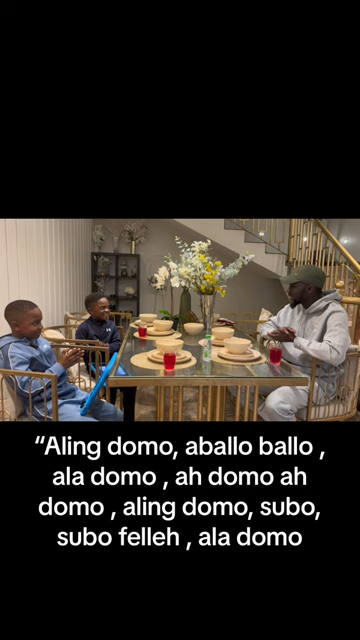 “Aling domo, aballo ballo ,
ala domo , ah domo ah
domo , aling domo, subo,
subo felleh , ala domo